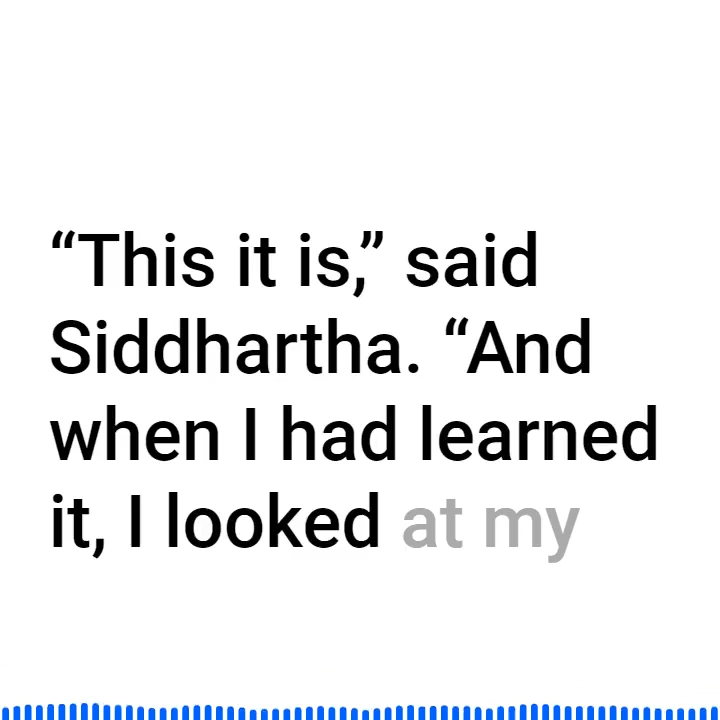 “This it is,” said
Siddhartha. “And
when I had learned
it, I looked at my